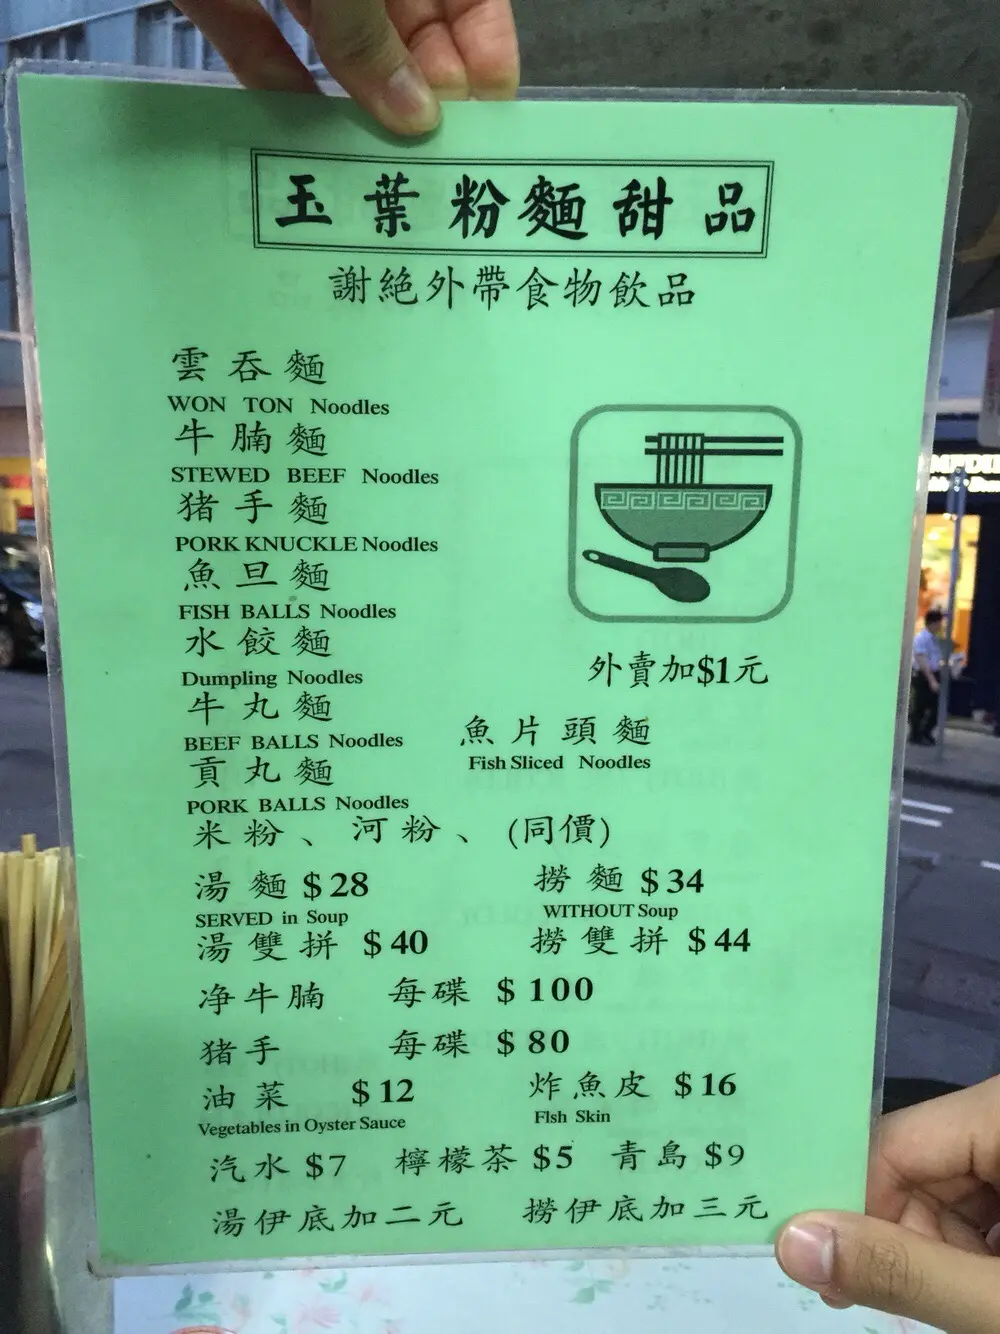 玉葉粉麵甜品
謝絕外帶食物飲品
雲吞麵
WON TON Noodles
牛腩麵
STEWED BEEF Noodles
猪手麵
PORK KNUCKLE Noodles
魚旦麵
FISH BALLS Noodles
水餃麵
Dumpling Noodles
牛丸麵
BEEF BALLS Noodles
貢丸麵
PORK BALLS Noodles
外賣加$1元
魚片頭麵
Fish Sliced Noodles
米粉、河粉、(同價)
湯麵 $28 撈麵 $34
SERVED in Soup WITHOUT Soup
湯雙拼 $40 撈雙拼 $44
净牛腩 每碟 $100
猪手 每碟 $80
油菜 $12 炸魚皮 $16
Vegetables in Oyster Sauce FIsh Skin
汽水 $7 檸檬茶 $5 青島 $9
湯伊底加二元 撈伊底加三元